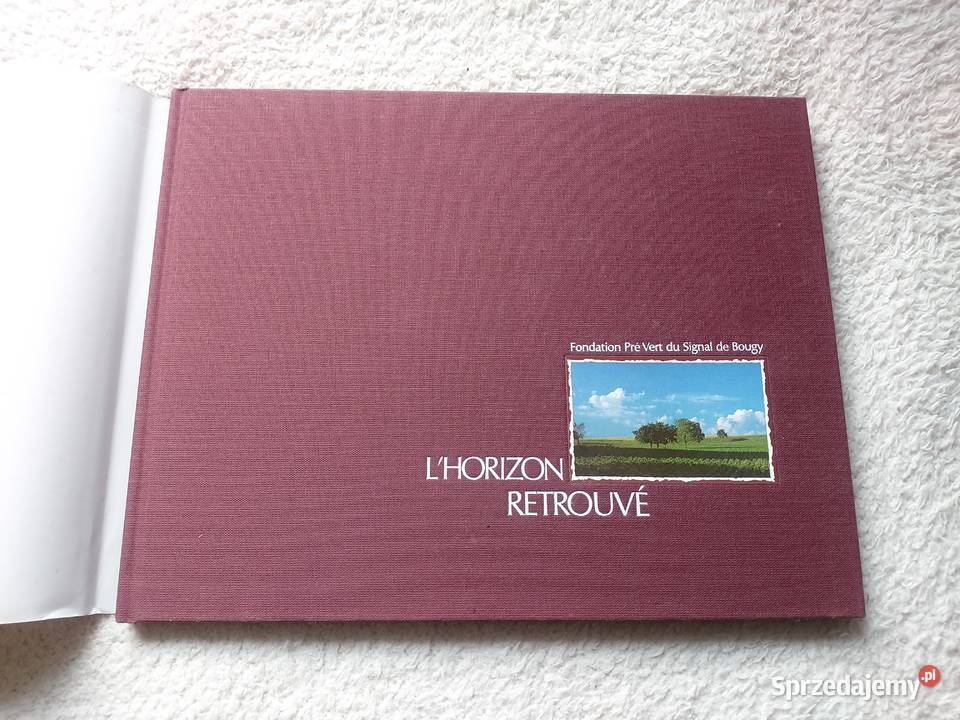 Fondation Pré Vert du Signal de Bougy
L'HORIZON
RETROUVÉ
Sprzedajemy.pl